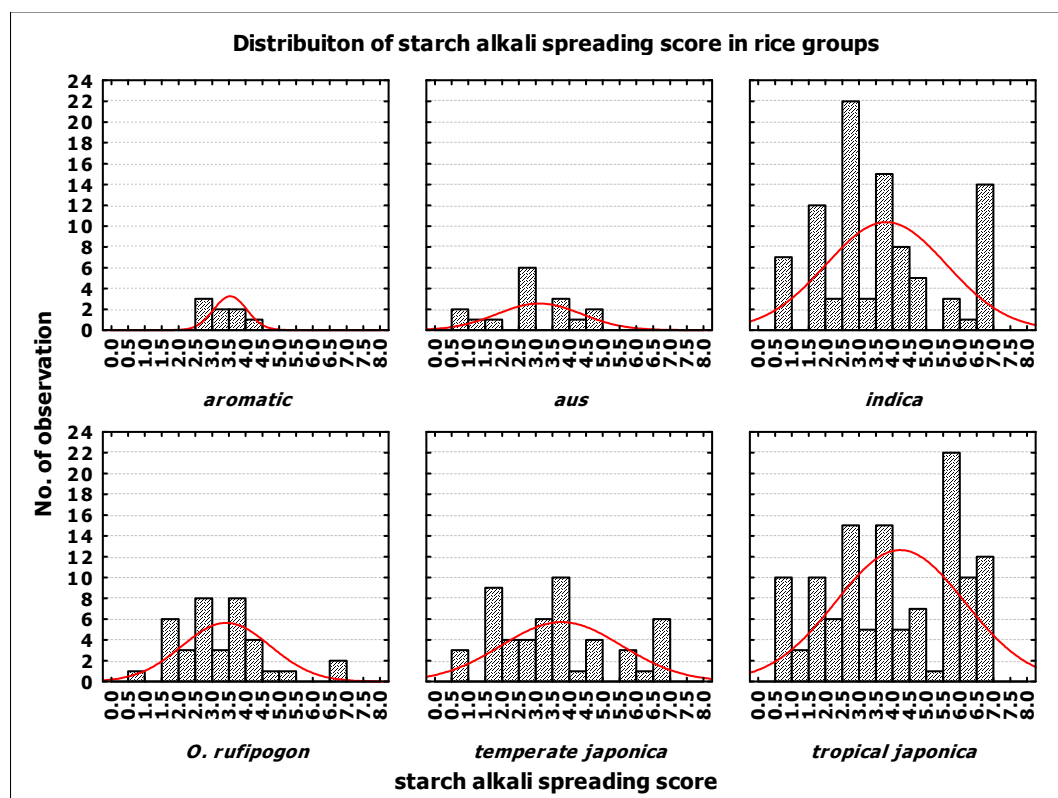 Distribuiton of starch alkali spreading score in rice groups
No. of observation
24
22
20
18
16
14
12
10
8
6
4
2
0
0.0 0.5 1.0 1.5 2.0 2.5 3.0 3.5 4.0 4.5 5.0 5.5 6.0 6.5 7.0 7.5 8.0
aromatic
0.0 0.5 1.0 1.5 2.0 2.5 3.0 3.5 4.0 4.5 5.0 5.5 6.0 6.5 7.0 7.5 8.0
aus
0.0 0.5 1.0 1.5 2.0 2.5 3.0 3.5 4.0 4.5 5.0 5.5 6.0 6.5 7.0 7.5 8.0
indica
24
22
20
18
16
14
12
10
8
6
4
2
0
0.0 0.5 1.0 1.5 2.0 2.5 3.0 3.5 4.0 4.5 5.0 5.5 6.0 6.5 7.0 7.5 8.0
O. rufipogon
0.0 0.5 1.0 1.5 2.0 2.5 3.0 3.5 4.0 4.5 5.0 5.5 6.0 6.5 7.0 7.5 8.0
temperate japonica
0.0 0.5 1.0 1.5 2.0 2.5 3.0 3.5 4.0 4.5 5.0 5.5 6.0 6.5 7.0 7.5 8.0
tropical japonica
starch alkali spreading score